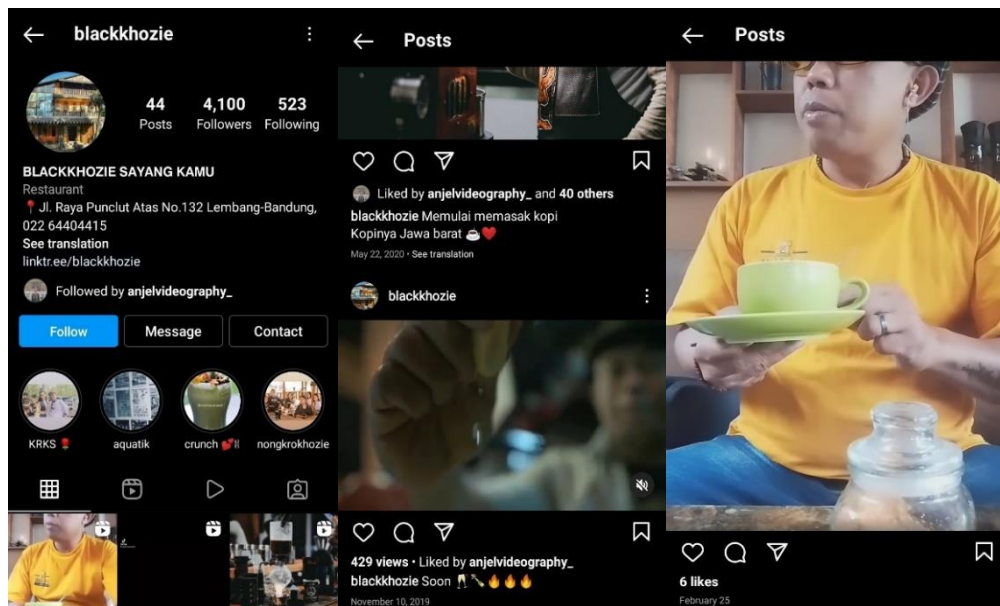 blackkhozie
44
4,100
523
Posts
Followers
Following
BLACKKHOZIE SAYANG KAMU
Restaurant
📍 Jl. Raya Punclut Atas No.132 Lembang-Bandung,
022 64404415
See translation
linktr.ee/blackkhozie
Followed by anjelvideography_
Follow
Message
Contact
KRKS 🌹
aquatik
crunch 💕
nongkrokhozie
Posts
Liked by anjelvideography_ and 40 others
blackkhozie Memulai memasak kopi
Kopinya Jawa barat ☕❤️
May 22, 2020 • See translation
blackkhozie
429 views • Liked by anjelvideography_
blackkhozie Soon 🥂🍾🔥🔥🔥
November 10, 2019
Posts
6 likes
February 25